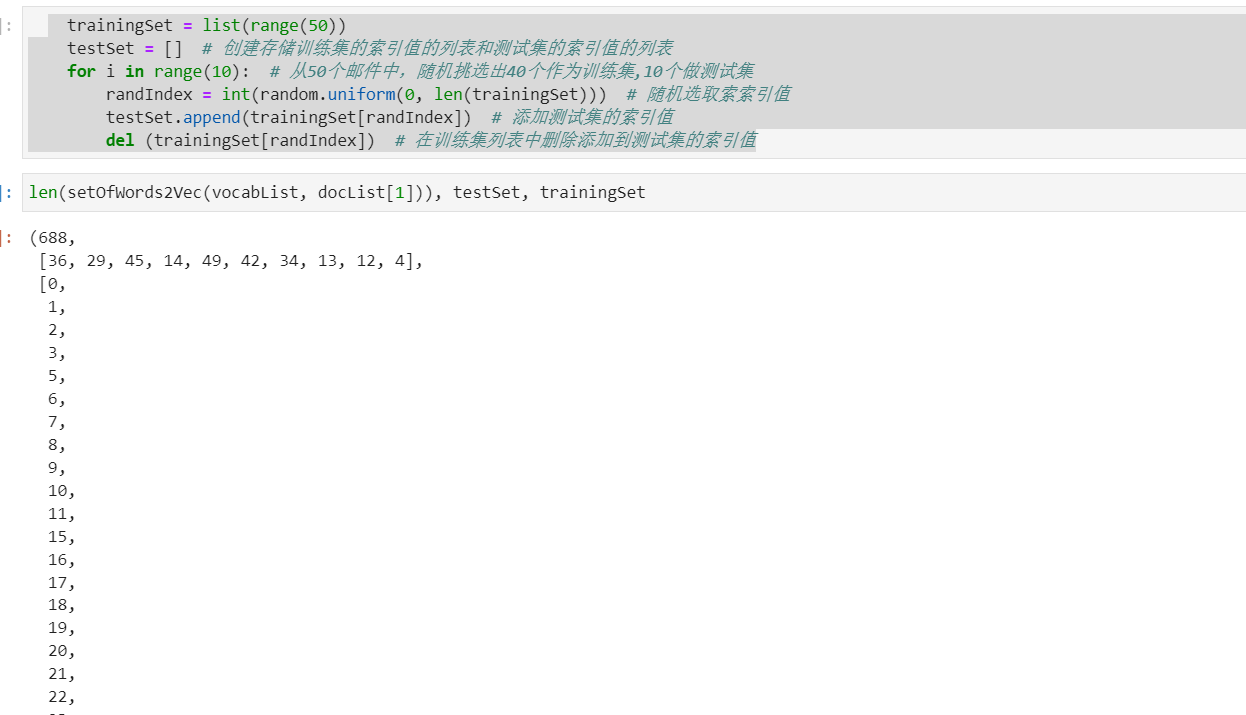 ]:
trainingSet = list(range(50))
testSet = []  # 创建存储训练集的索引值的列表和测试集的索引值的列表
for i in range(10):  # 从50个邮件中，随机挑选出40个作为训练集,10个做测试集
    randIndex = int(random.uniform(0, len(trainingSet)))  # 随机选取索索引值
    testSet.append(trainingSet[randIndex])  # 添加测试集的索引值
    del (trainingSet[randIndex])  # 在训练集列表中删除添加到测试集的索引值
]:
len(setOfWords2Vec(vocabList, docList[1])), testSet, trainingSet
]:
(688,
 [36, 29, 45, 14, 49, 42, 34, 13, 12, 4],
 [0,
  1,
  2,
  3,
  5,
  6,
  7,
  8,
  9,
  10,
  11,
  15,
  16,
  17,
  18,
  19,
  20,
  21,
  22,